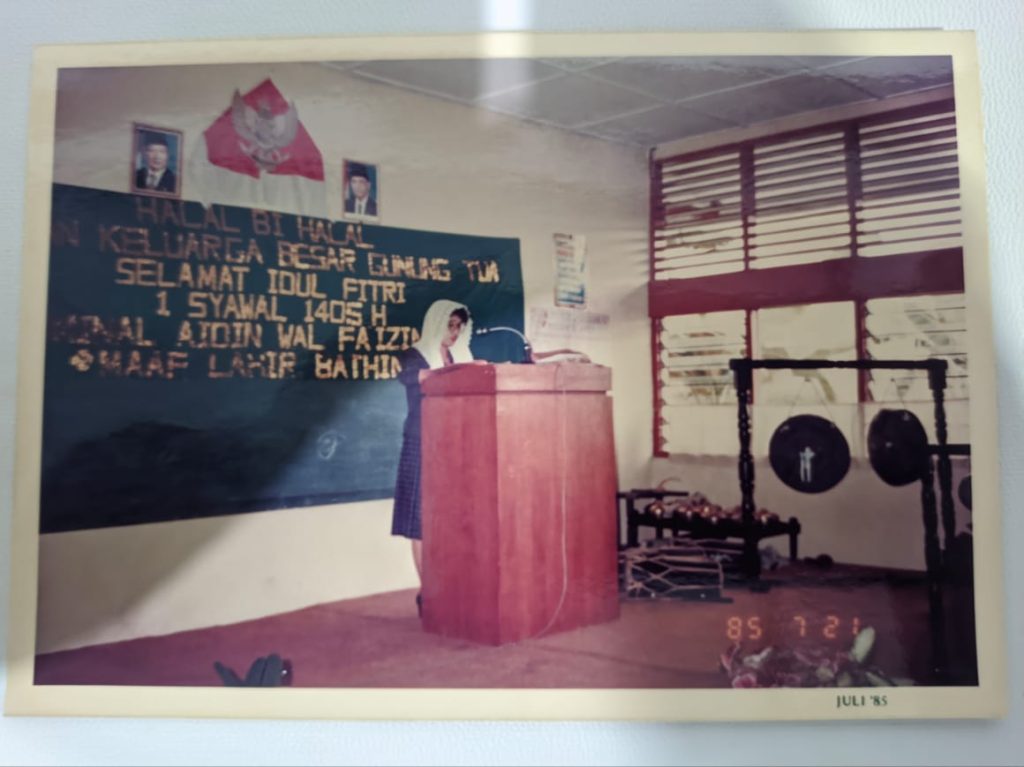 HALAL BI HALAL
N KELUARGA BESAR GUNUNG TUA
SELAMAT IDUL FITRI
1 SYAWAL 1405 H
AIDIN WAL FAIZIN
MAAF LAHIR BATHIN
85 7 21
JULI '85